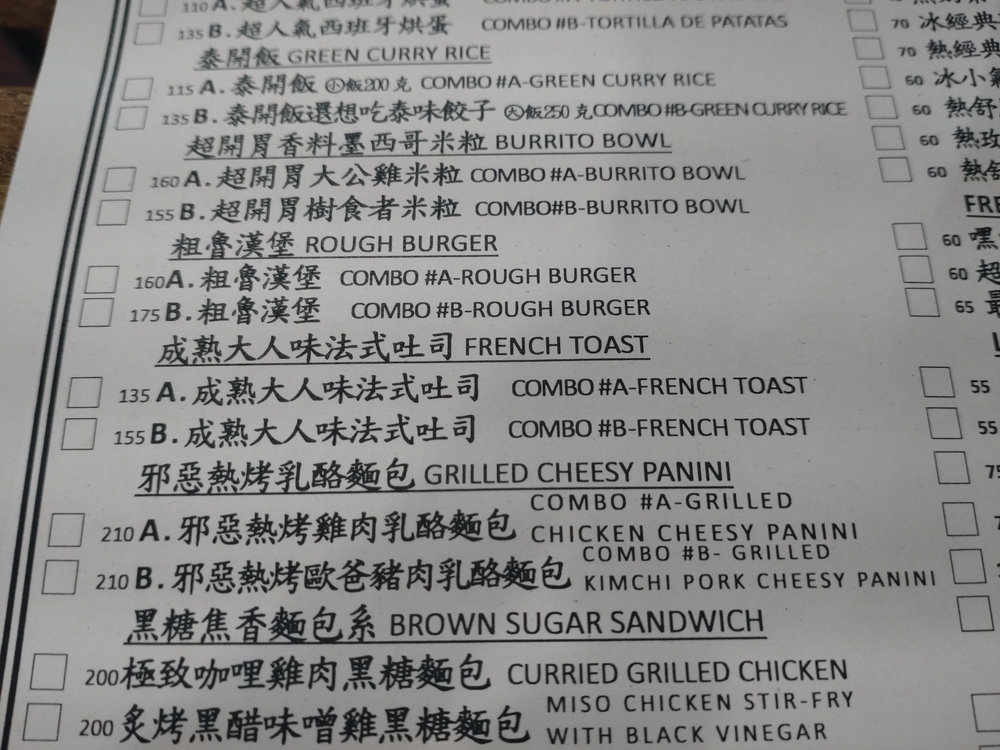 110 A. 超人氣西班牙烘蛋
135 B. 超人氣西班牙烘蛋 COMBO #B-TORTILLA DE PATATAS
泰開飯 GREEN CURRY RICE
115 A. 泰開飯 小飯200 克 COMBO #A-GREEN CURRY RICE
135 B. 泰開飯還想吃泰味餃子 大飯250 克 COMBO #B-GREEN CURRY RICE
超開胃香料墨西哥米粒 BURRITO BOWL
160 A. 超開胃大公雞米粒 COMBO #A-BURRITO BOWL
155 B. 超開胃樹食者米粒 COMBO#B-BURRITO BOWL
粗魯漢堡 ROUGH BURGER
160 A. 粗魯漢堡 COMBO #A-ROUGH BURGER
175 B. 粗魯漢堡 COMBO #B-ROUGH BURGER
成熟大人味法式吐司 FRENCH TOAST
135 A. 成熟大人味法式吐司 COMBO #A-FRENCH TOAST
155 B. 成熟大人味法式吐司 COMBO #B-FRENCH TOAST
邪惡熱烤乳酪麵包 GRILLED CHEESY PANINI
210 A. 邪惡熱烤雞肉乳酪麵包 COMBO #A-GRILLED
CHICKEN CHEESY PANINI
210 B. 邪惡熱烤歐爸豬肉乳酪麵包 COMBO #B- GRILLED
KIMCHI PORK CHEESY PANINI
黑糖焦香麵包系 BROWN SUGAR SANDWICH
200 極致咖哩雞肉黑糖麵包 CURRIED GRILLED CHICKEN
200 炙烤黑醋味噌雞黑糖麵包 MISO CHICKEN STIR-FRY
WITH BLACK VINEGAR
70 冰經典
70 熱經典
60 冰小
60 熱舒
60 熱玫
60 熱舒
FRE
60 嘿
60 超
65 最
55
55